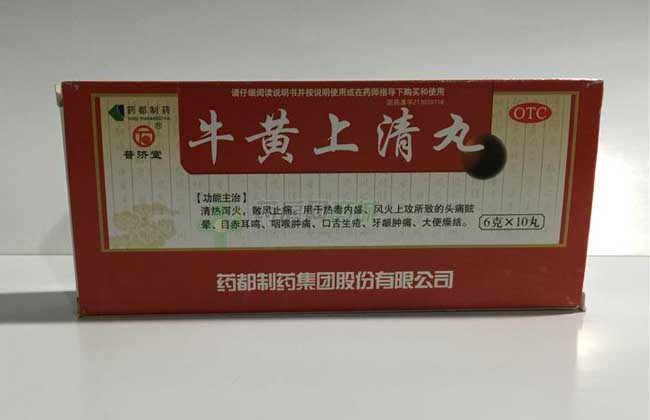 请仔细阅读说明书并按说明使用或在药师指导下购买和使用
药都制药
OTC
普济堂
牛黄上清丸
【功能主治】
清热泻火，散风止痛。用于热毒内盛、风火上攻所致的头痛眩
晕、目赤耳鸣、咽喉肿痛、口舌生疮、牙龈肿痛、大便燥结。
6克×10丸
药都制药集团股份有限公司